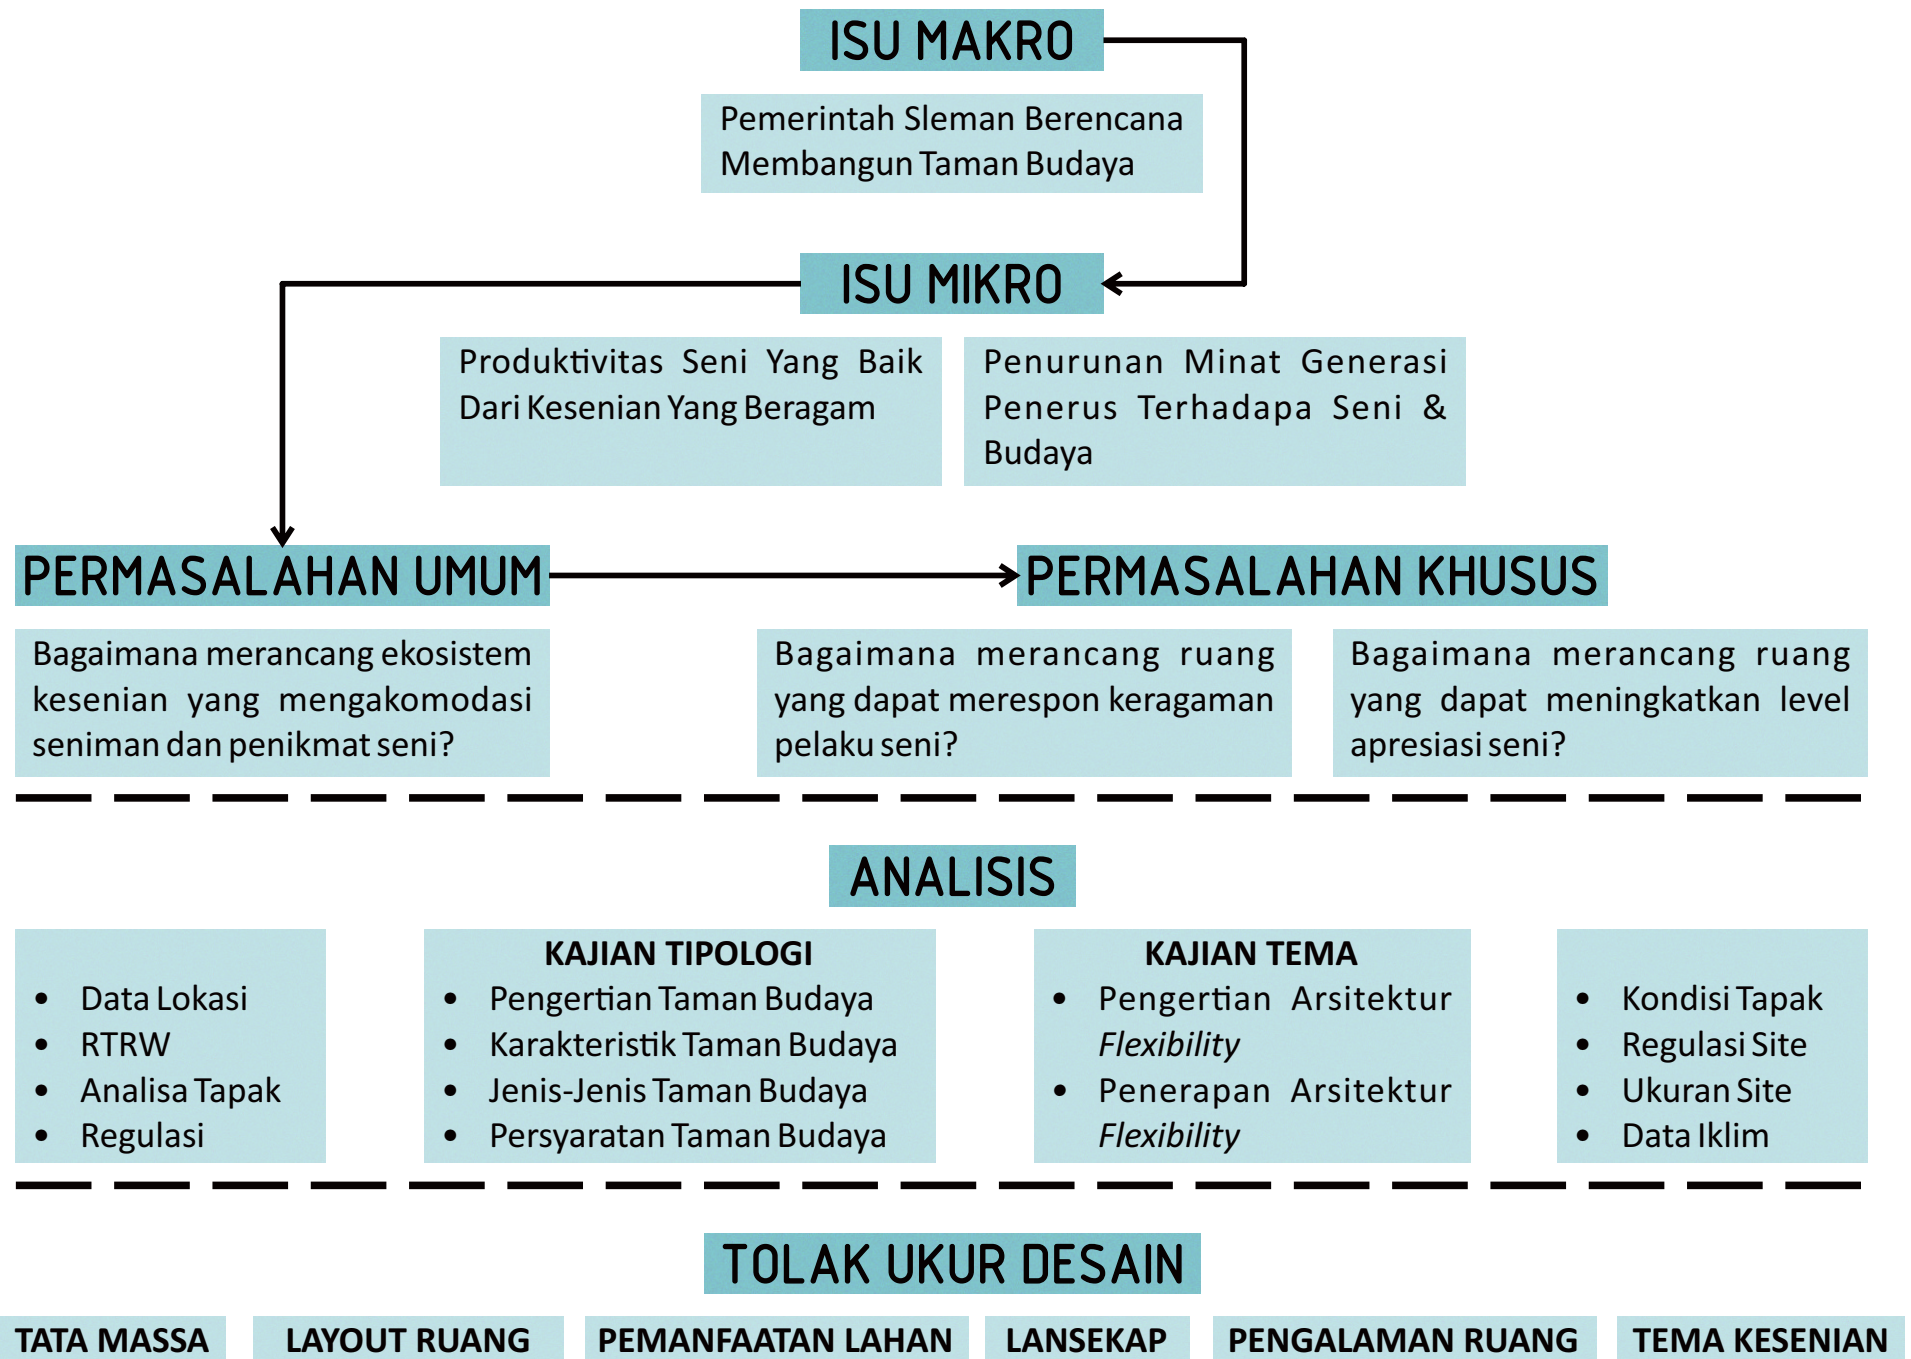 ISU MAKRO
Pemerintah Sleman Berencana
Membangun Taman Budaya
ISU MIKRO
Produktivitas Seni Yang Baik
Dari Kesenian Yang Beragam
Penurunan Minat Generasi
Penerus Terhadapa Seni &
Budaya
PERMASALAHAN UMUM
PERMASALAHAN KHUSUS
Bagaimana merancang ekosistem
kesenian yang mengakomodasi
seniman dan penikmat seni?
Bagaimana merancang ruang
yang dapat merespon keragaman
pelaku seni?
Bagaimana merancang ruang
yang dapat meningkatkan level
apresiasi seni?
ANALISIS
• Data Lokasi
• RTRW
• Analisa Tapak
• Regulasi
KAJIAN TIPOLOGI
• Pengertian Taman Budaya
• Karakteristik Taman Budaya
• Jenis-Jenis Taman Budaya
• Persyaratan Taman Budaya
KAJIAN TEMA
• Pengertian Arsitektur
Flexibility
• Penerapan Arsitektur
Flexibility
• Kondisi Tapak
• Regulasi Site
• Ukuran Site
• Data Iklim
TOLAK UKUR DESAIN
TATA MASSA
LAYOUT RUANG
PEMANFAATAN LAHAN
LANSEKAP
PENGALAMAN RUANG
TEMA KESENIAN